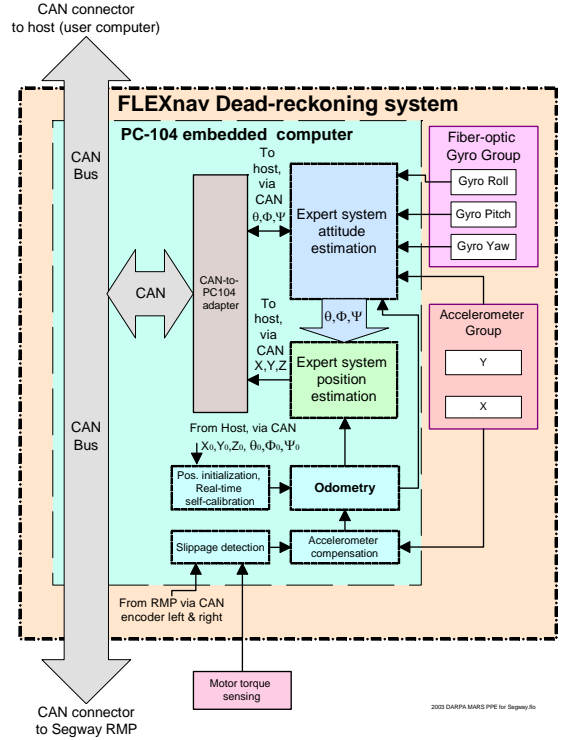 CAN connector
to host (user computer)
FLEXnav Dead-reckoning system
PC-104 embedded computer
CAN
Bus
To
host,
via
CAN
θ,Φ,Ψ
Expert system
attitude
estimation
Fiber-optic
Gyro Group
Gyro Roll
Gyro Pitch
Gyro Yaw
CAN
CAN-to-
PC104
adapter
θ,Φ,Ψ
To
host,
via
CAN
X,Y,Z
Expert system
position
estimation
Accelerometer
Group
Y
X
CAN
Bus
From Host, via CAN
X₀,Y₀,Z₀, θ₀,Φ₀,Ψ₀
Pos. initialization,
Real-time
self-calibration
Odometry
Slippage detection
Accelerometer
compensation
From RMP via CAN
encoder left & right
Motor torque
sensing
CAN connector
to Segway RMP
2003 DARPA MARS PPE for Segway.flo